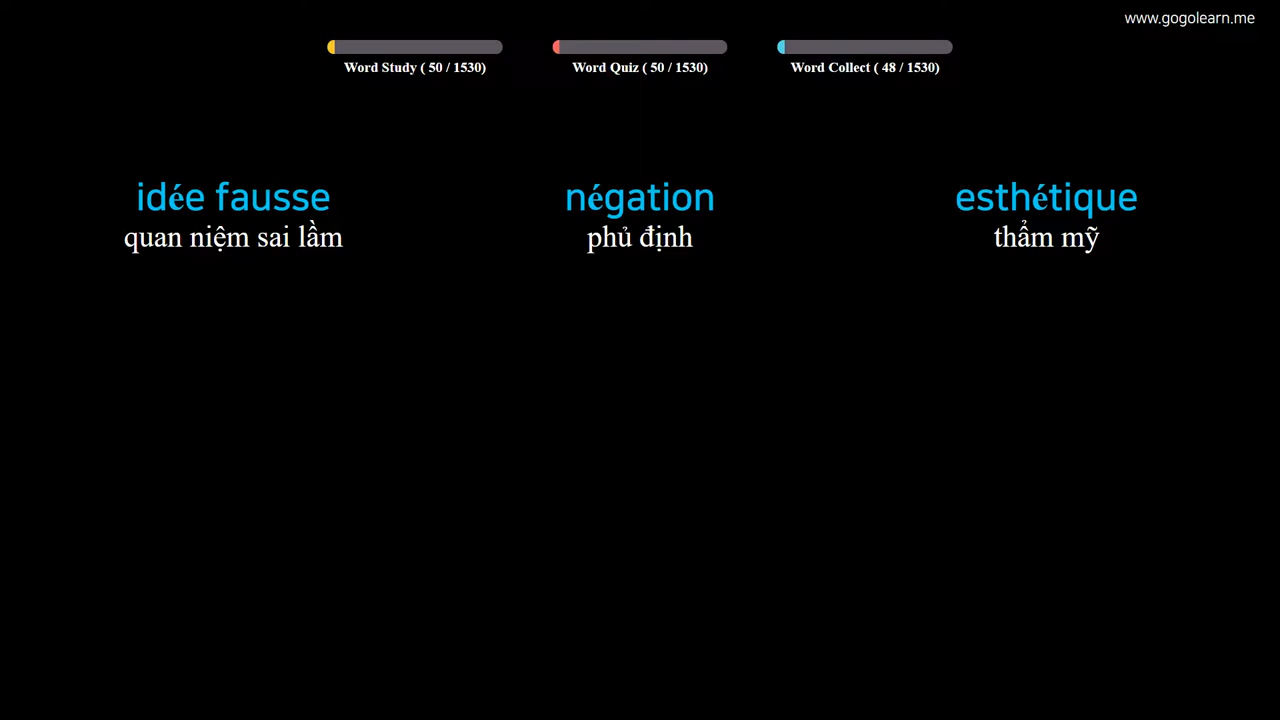 www.gogolearn.me
Word Study ( 50 / 1530)
Word Quiz ( 50 / 1530)
Word Collect ( 48 / 1530)
idée fausse
quan niệm sai lầm
négation
phủ định
esthétique
thẩm mỹ